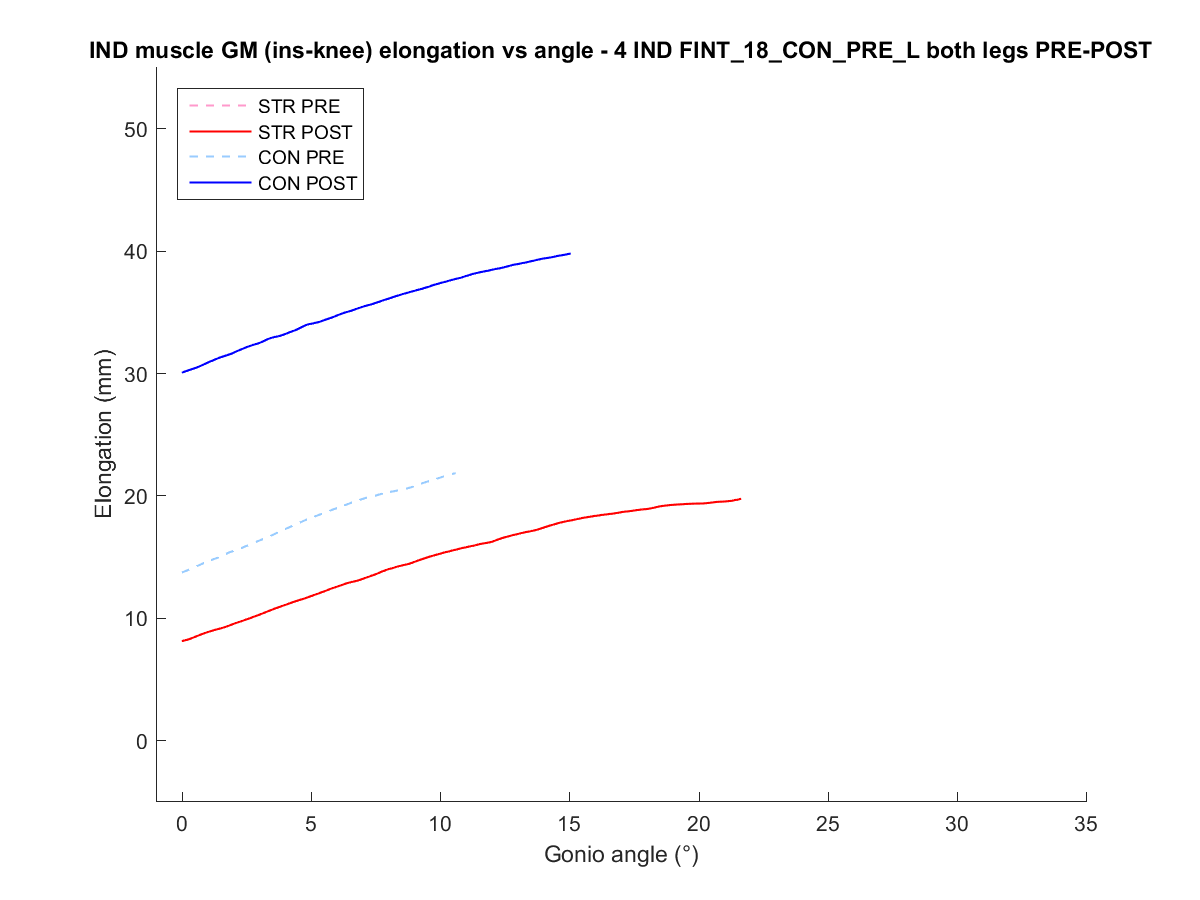 IND muscle GM (ins-knee) elongation vs angle - 4 IND FINT_18_CON_PRE_L both legs PRE-POST
STR PRE
STR POST
CON PRE
CON POST
50
40
30
20
10
0
Elongation (mm)
0 5 10 15 20 25 30 35
Gonio angle (°)